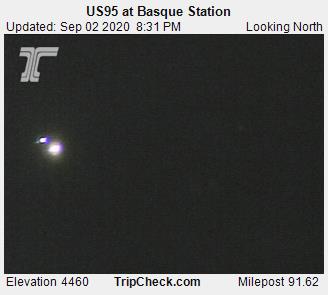 US95 at Basque Station
Updated: Sep 02 2020 8:31 PM Looking North
Elevation 4460 TripCheck.com Milepost 91.62